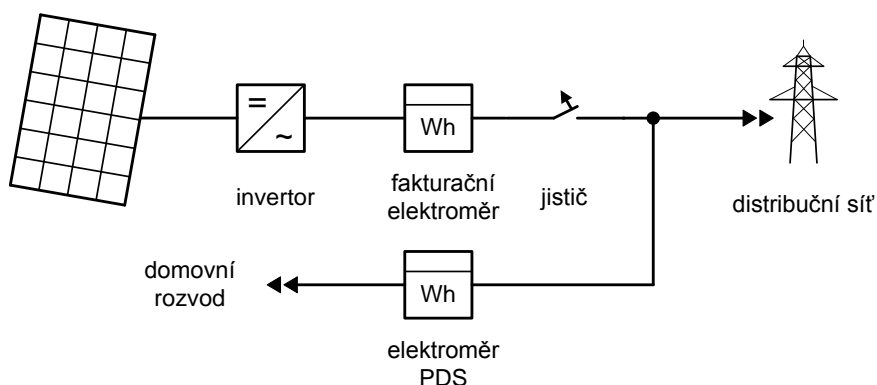 =
~
Wh
invertor
fakturační
elektroměr
jistič
distribuční síť
domovní
rozvod
Wh
elektroměr
PDS